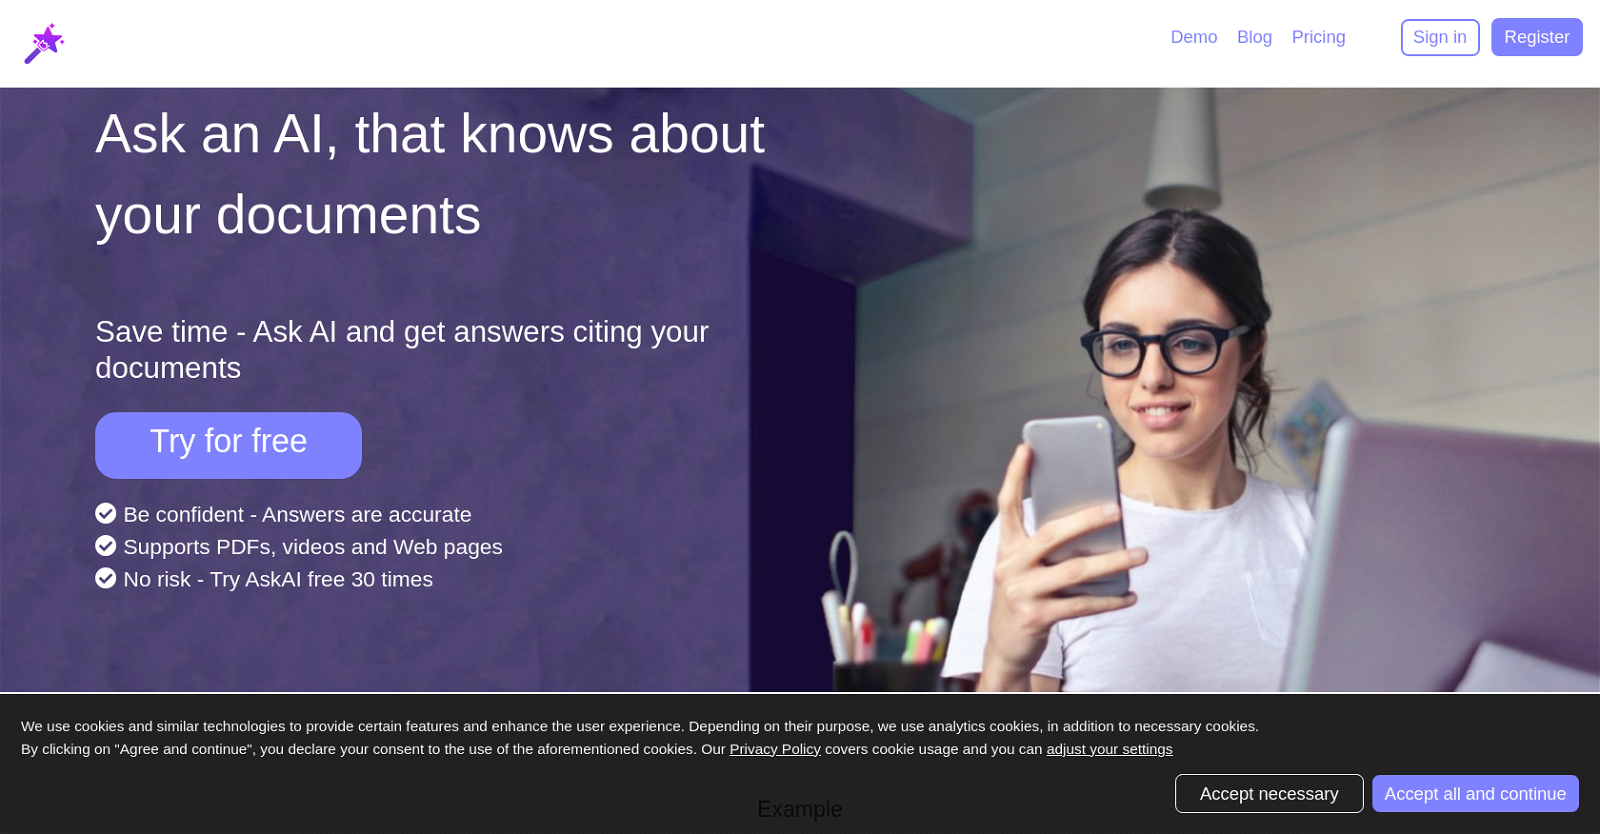 Demo Blog Pricing Sign in Register
Ask an AI, that knows about
your documents
Save time - Ask AI and get answers citing your
documents
Try for free
Be confident - Answers are accurate
Supports PDFs, videos and Web pages
No risk - Try AskAI free 30 times
We use cookies and similar technologies to provide certain features and enhance the user experience. Depending on their purpose, we use analytics cookies, in addition to necessary cookies.
By clicking on "Agree and continue", you declare your consent to the use of the aforementioned cookies. Our Privacy Policy covers cookie usage and you can adjust your settings
Accept necessary Accept all and continue
Example